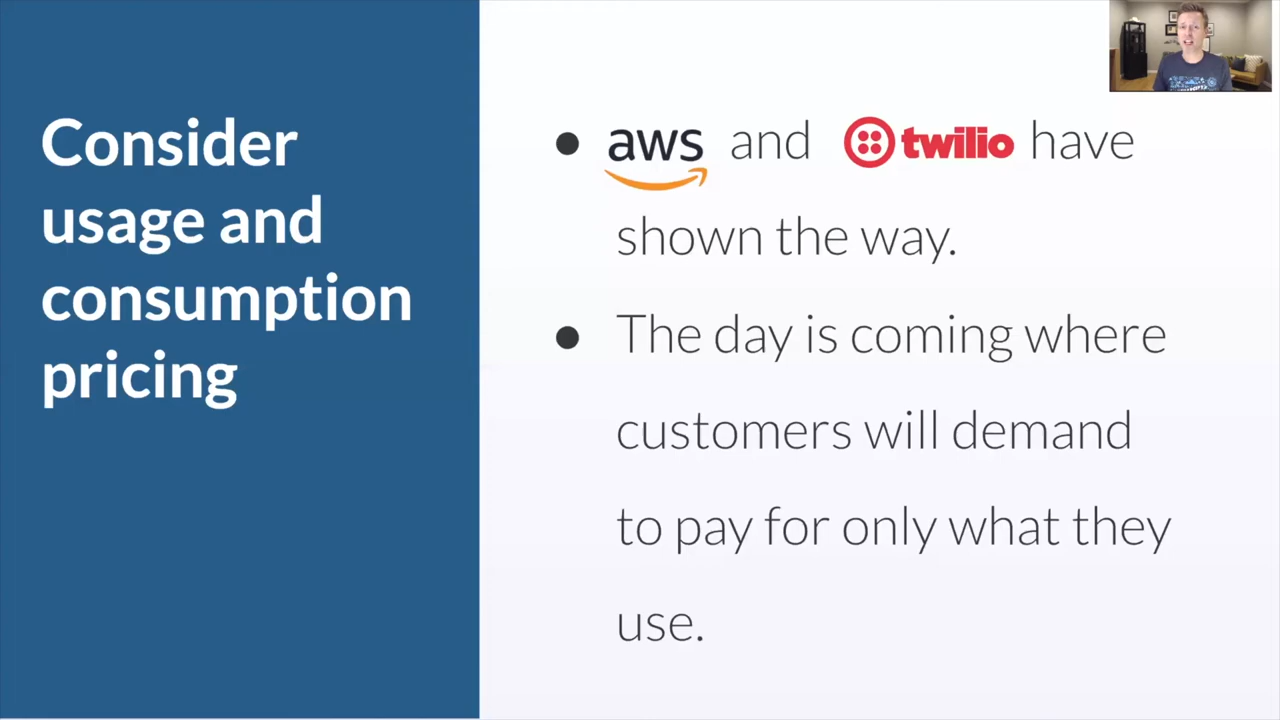 Consider
usage and
consumption
pricing
● aws and twilio have
shown the way.
● The day is coming where
customers will demand
to pay for only what they
use.